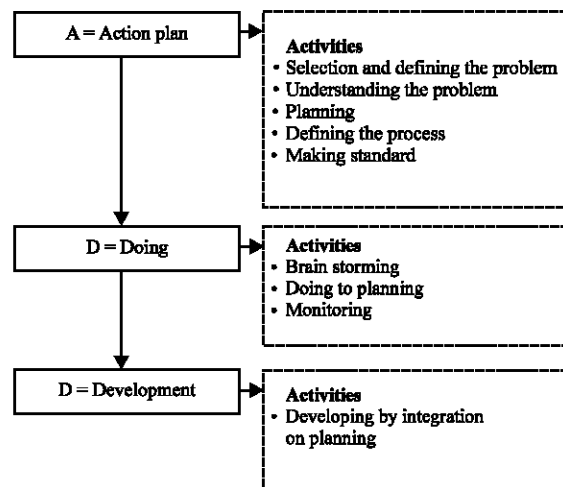 A = Action plan
Activities
• Selection and defining the problem
• Understanding the problem
• Planning
• Defining the process
• Making standard
D = Doing
Activities
• Brain storming
• Doing to planning
• Monitoring
D = Development
Activities
• Developing by integration
on planning